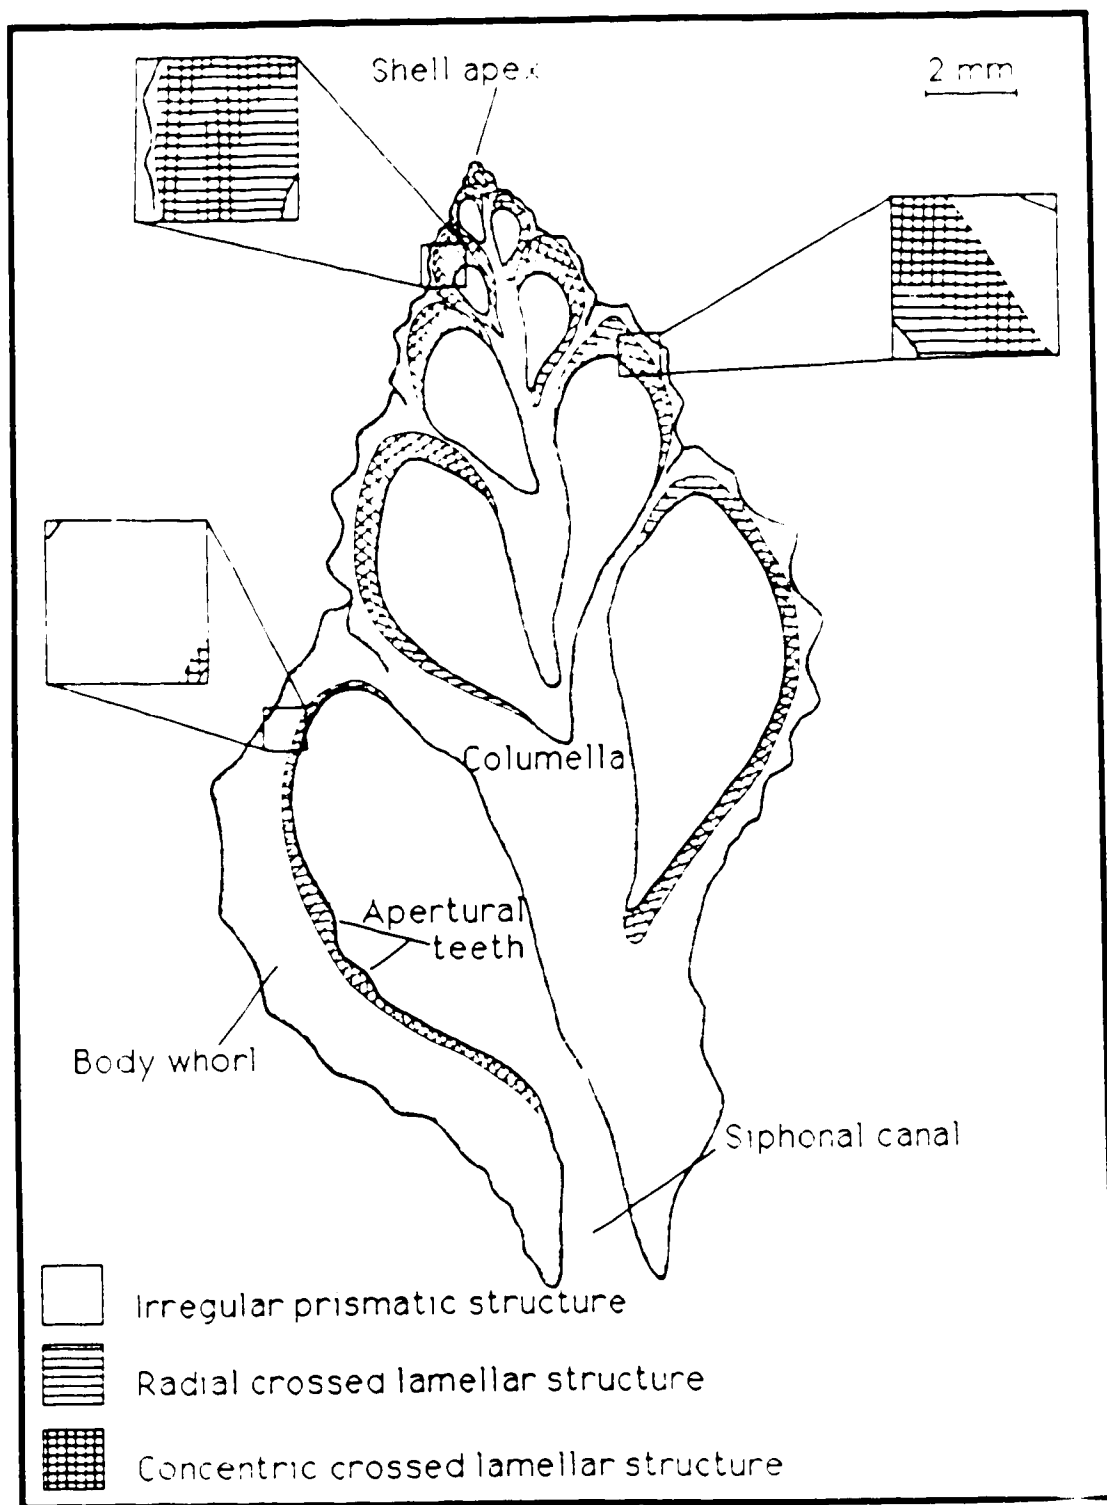 Shell apex
2 mm
Columella
Apertural
teeth
Body whorl
Siphonal canal
Irregular prismatic structure
Radial crossed lamellar structure
Concentric crossed lamellar structure